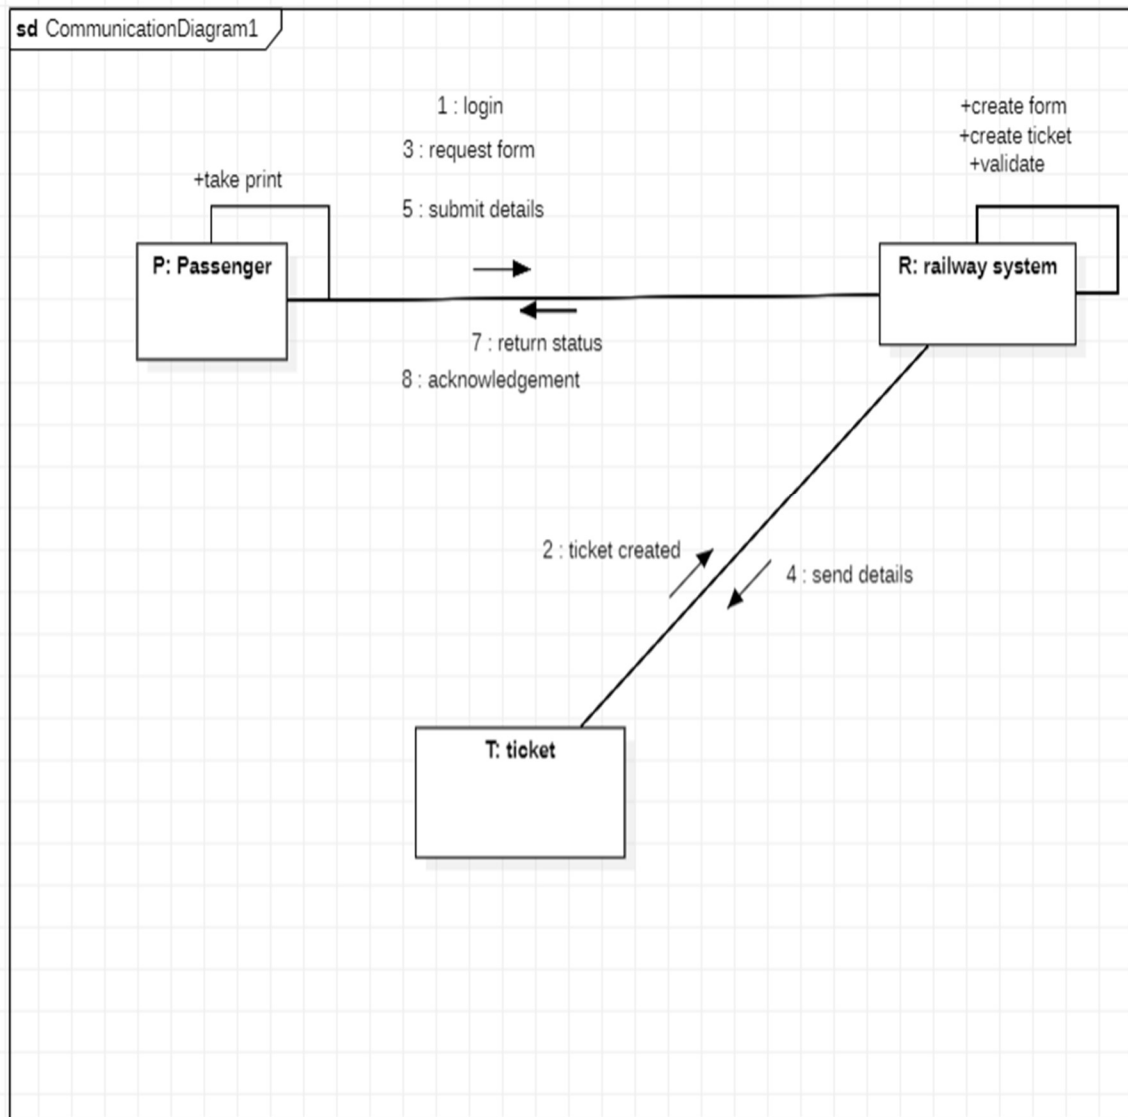 sd CommunicationDiagram1
1 : login
3 : request form
5 : submit details
+take print
+create form
+create ticket
+validate
P: Passenger
R: railway system
7 : return status
8 : acknowledgement
2 : ticket created
4 : send details
T: ticket